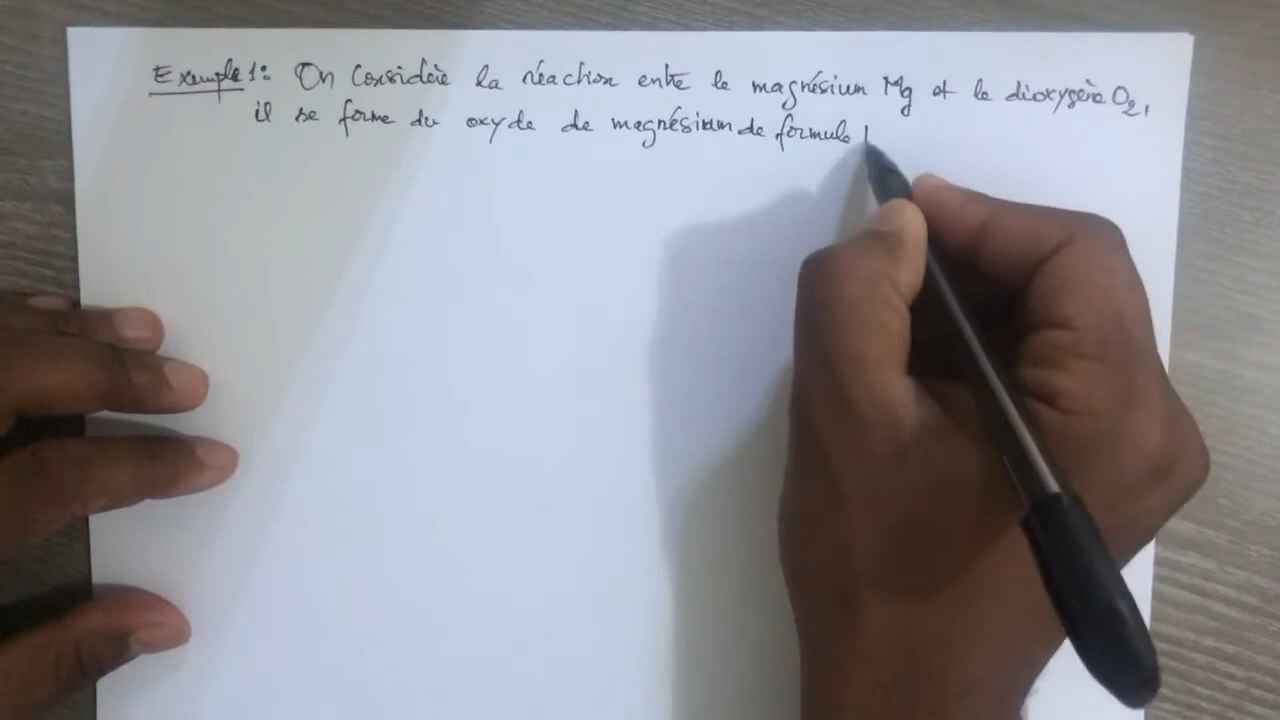 Exemple 1: On Considère la réaction entre le magnésium Mg et le dioxygène O2,
il se forme du oxyde de magnésium de formule